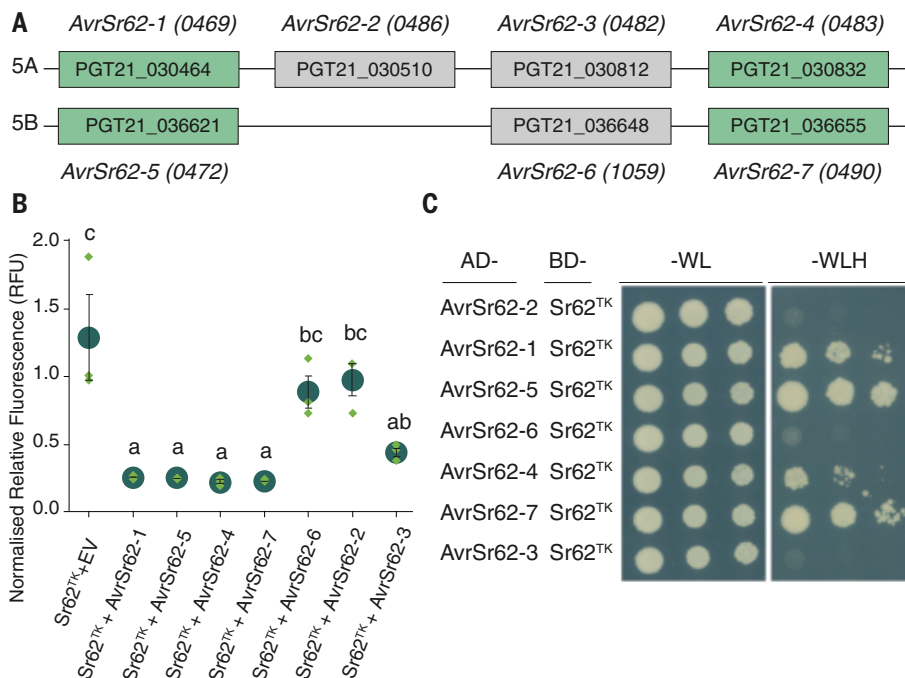 A
AvrSr62-1 (0469) AvrSr62-2 (0486) AvrSr62-3 (0482) AvrSr62-4 (0483)
5A PGT21_030464 PGT21_030510 PGT21_030812 PGT21_030832
5B PGT21_036621 PGT21_036648 PGT21_036655
AvrSr62-5 (0472) AvrSr62-6 (1059) AvrSr62-7 (0490)
B
Normalised Relative Fluorescence (RFU)
2.0
1.5
1.0
0.5
0.0
c
a
a
a
a
bc
bc
ab
Sr62TK+EV
Sr62TK+ AvrSr62-1
Sr62TK+ AvrSr62-5
Sr62TK+ AvrSr62-4
Sr62TK+ AvrSr62-7
Sr62TK+ AvrSr62-6
Sr62TK+ AvrSr62-2
Sr62TK+ AvrSr62-3
C
AD- BD- -WL -WLH
AvrSr62-2 Sr62TK
AvrSr62-1 Sr62TK
AvrSr62-5 Sr62TK
AvrSr62-6 Sr62TK
AvrSr62-4 Sr62TK
AvrSr62-7 Sr62TK
AvrSr62-3 Sr62TK